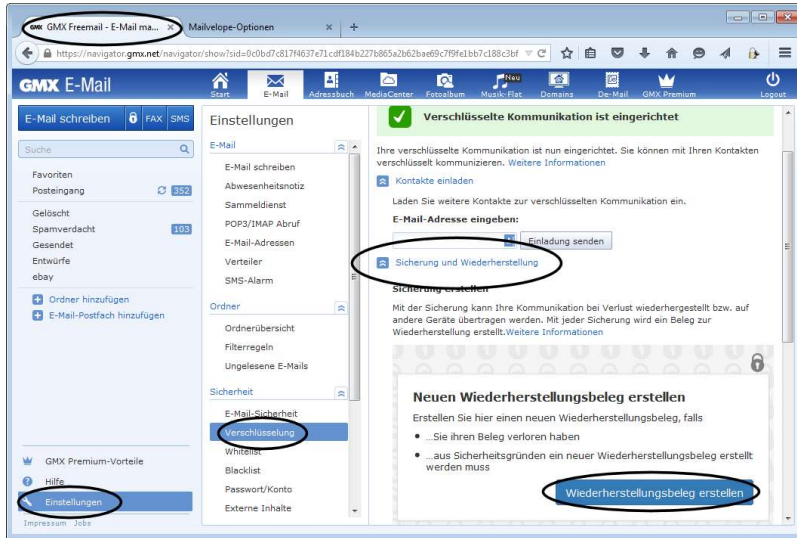 GMX Freemail - E-Mail ma... ×
Mailvelope-Optionen × +
https://navigator.gmx.net/navigator/show?sid=0c0bd7c817f4637e71cdf184b227b865a2b62bae69c7f9fe1bb7c188c3bf
GMX E-Mail
Start E-Mail Adressbuch MediaCenter Fotoalbum Musik-Flat Neu Domains De-Mail GMX Premium Logout
E-Mail schreiben FAX SMS
Suche
Favoriten
Posteingang 352
Gelöscht
Spamverdacht 103
Gesendet
Entwürfe
ebay
Ordner hinzufügen
E-Mail-Postfach hinzufügen
GMX Premium-Vorteile
Hilfe
Einstellungen
Impressum Jobs
Einstellungen
E-Mail
E-Mail schreiben
Abwesenheitsnotiz
Sammeldienst
POP3/IMAP Abruf
E-Mail-Adressen
Verteiler
SMS-Alarm
Ordner
Ordnerübersicht
Filterregeln
Ungelesene E-Mails
Sicherheit
E-Mail-Sicherheit
Verschlüsselung
Whitelist
Blacklist
Passwort/Konto
Externe Inhalte
Verschlüsselte Kommunikation ist eingerichtet
Ihre verschlüsselte Kommunikation ist nun eingerichtet. Sie können mit Ihren Kontakten
verschlüsselt kommunizieren. Weitere Informationen
Kontakte einladen
Laden Sie weitere Kontakte zur verschlüsselten Kommunikation ein.
E-Mail-Adresse eingeben:
Einladung senden
Sicherung und Wiederherstellung
Sicherung erstellen
Mit der Sicherung kann Ihre Kommunikation bei Verlust wiederhergestellt bzw. auf
andere Geräte übertragen werden. Mit jeder Sicherung wird ein Beleg zur
Wiederherstellung erstellt.Weitere Informationen
Neuen Wiederherstellungsbeleg erstellen
Erstellen Sie hier einen neuen Wiederherstellungsbeleg, falls
• ...Sie ihren Beleg verloren haben
• ...aus Sicherheitsgründen ein neuer Wiederherstellungsbeleg erstellt
werden muss
Wiederherstellungsbeleg erstellen